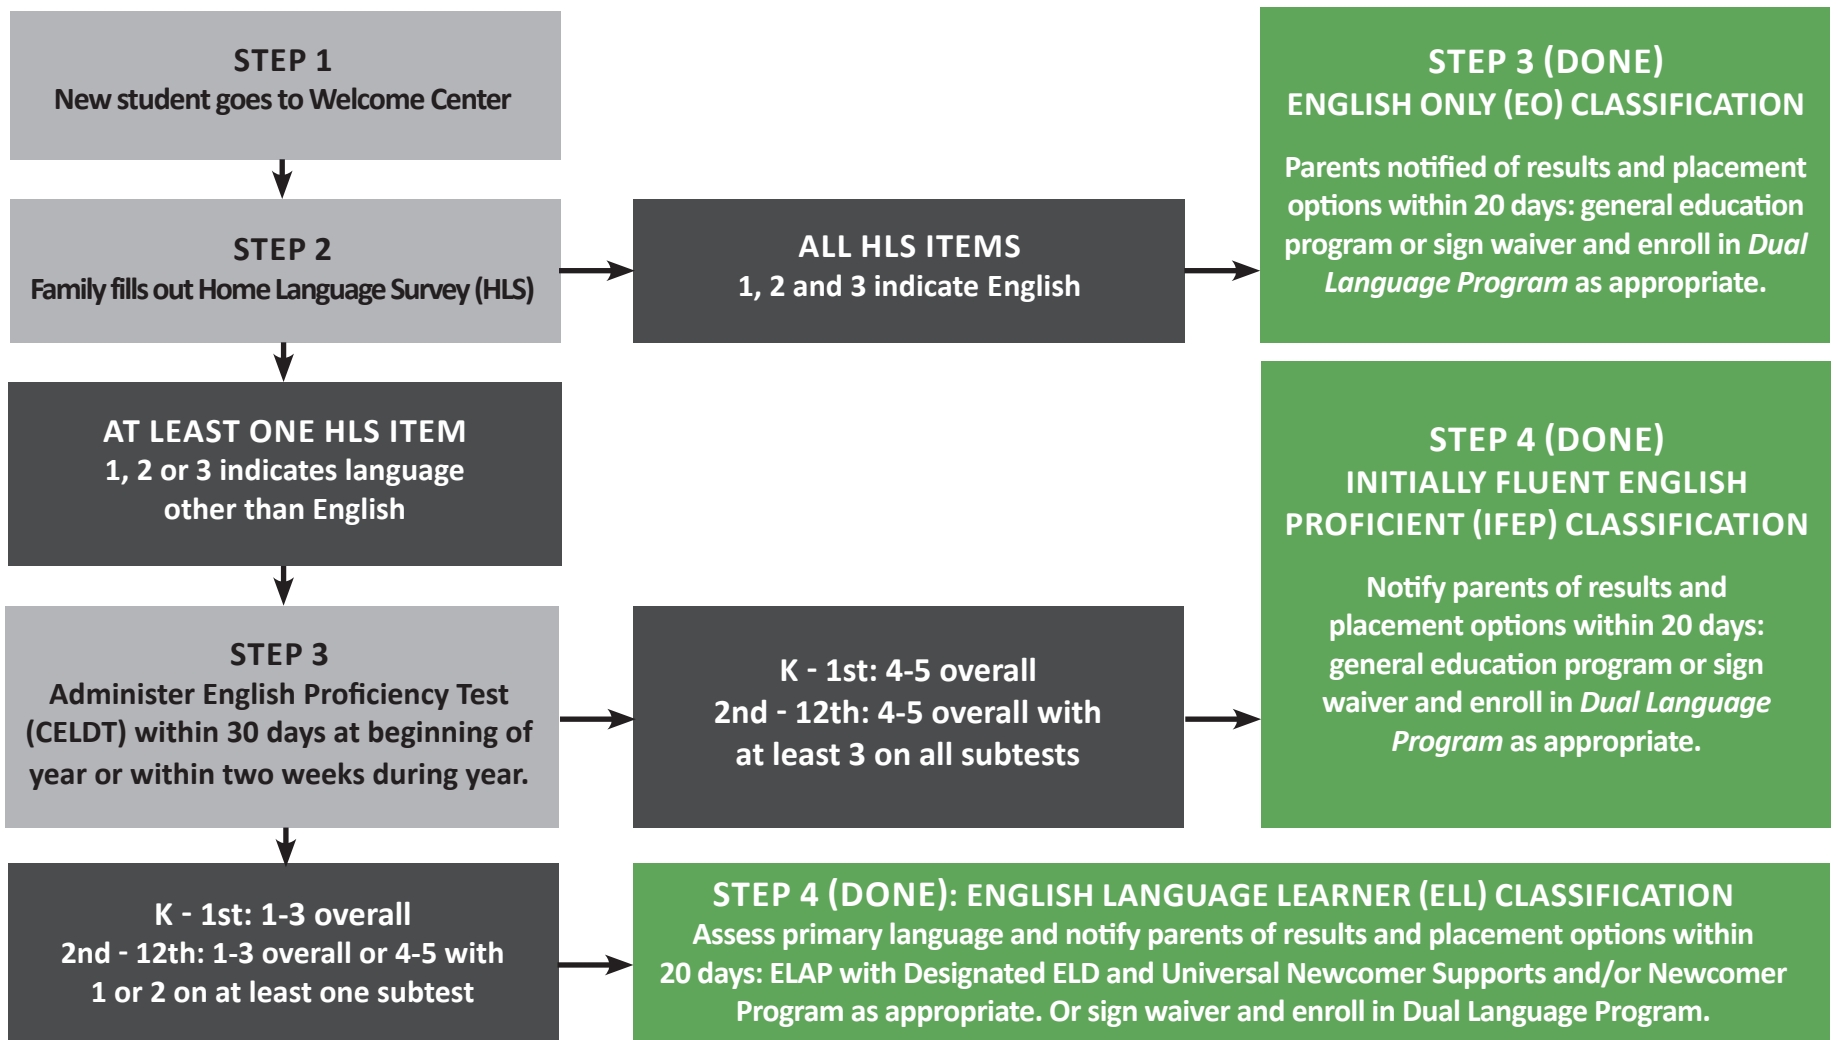 STEP 1
New student goes to Welcome Center
STEP 2
Family fills out Home Language Survey (HLS)
ALL HLS ITEMS
1, 2 and 3 indicate English
STEP 3 (DONE)
ENGLISH ONLY (EO) CLASSIFICATION
Parents notified of results and placement
options within 20 days: general education
program or sign waiver and enroll in Dual
Language Program as appropriate.
AT LEAST ONE HLS ITEM
1, 2 or 3 indicates language
other than English
STEP 3
Administer English Proficiency Test
(CELDT) within 30 days at beginning of
year or within two weeks during year.
K - 1st: 4-5 overall
2nd - 12th: 4-5 overall with
at least 3 on all subtests
STEP 4 (DONE)
INITIALLY FLUENT ENGLISH
PROFICIENT (IFEP) CLASSIFICATION
Notify parents of results and
placement options within 20 days:
general education program or sign
waiver and enroll in Dual Language
Program as appropriate.
K - 1st: 1-3 overall
2nd - 12th: 1-3 overall or 4-5 with
1 or 2 on at least one subtest
STEP 4 (DONE): ENGLISH LANGUAGE LEARNER (ELL) CLASSIFICATION
Assess primary language and notify parents of results and placement options within
20 days: ELAP with Designated ELD and Universal Newcomer Supports and/or Newcomer
Program as appropriate. Or sign waiver and enroll in Dual Language Program.